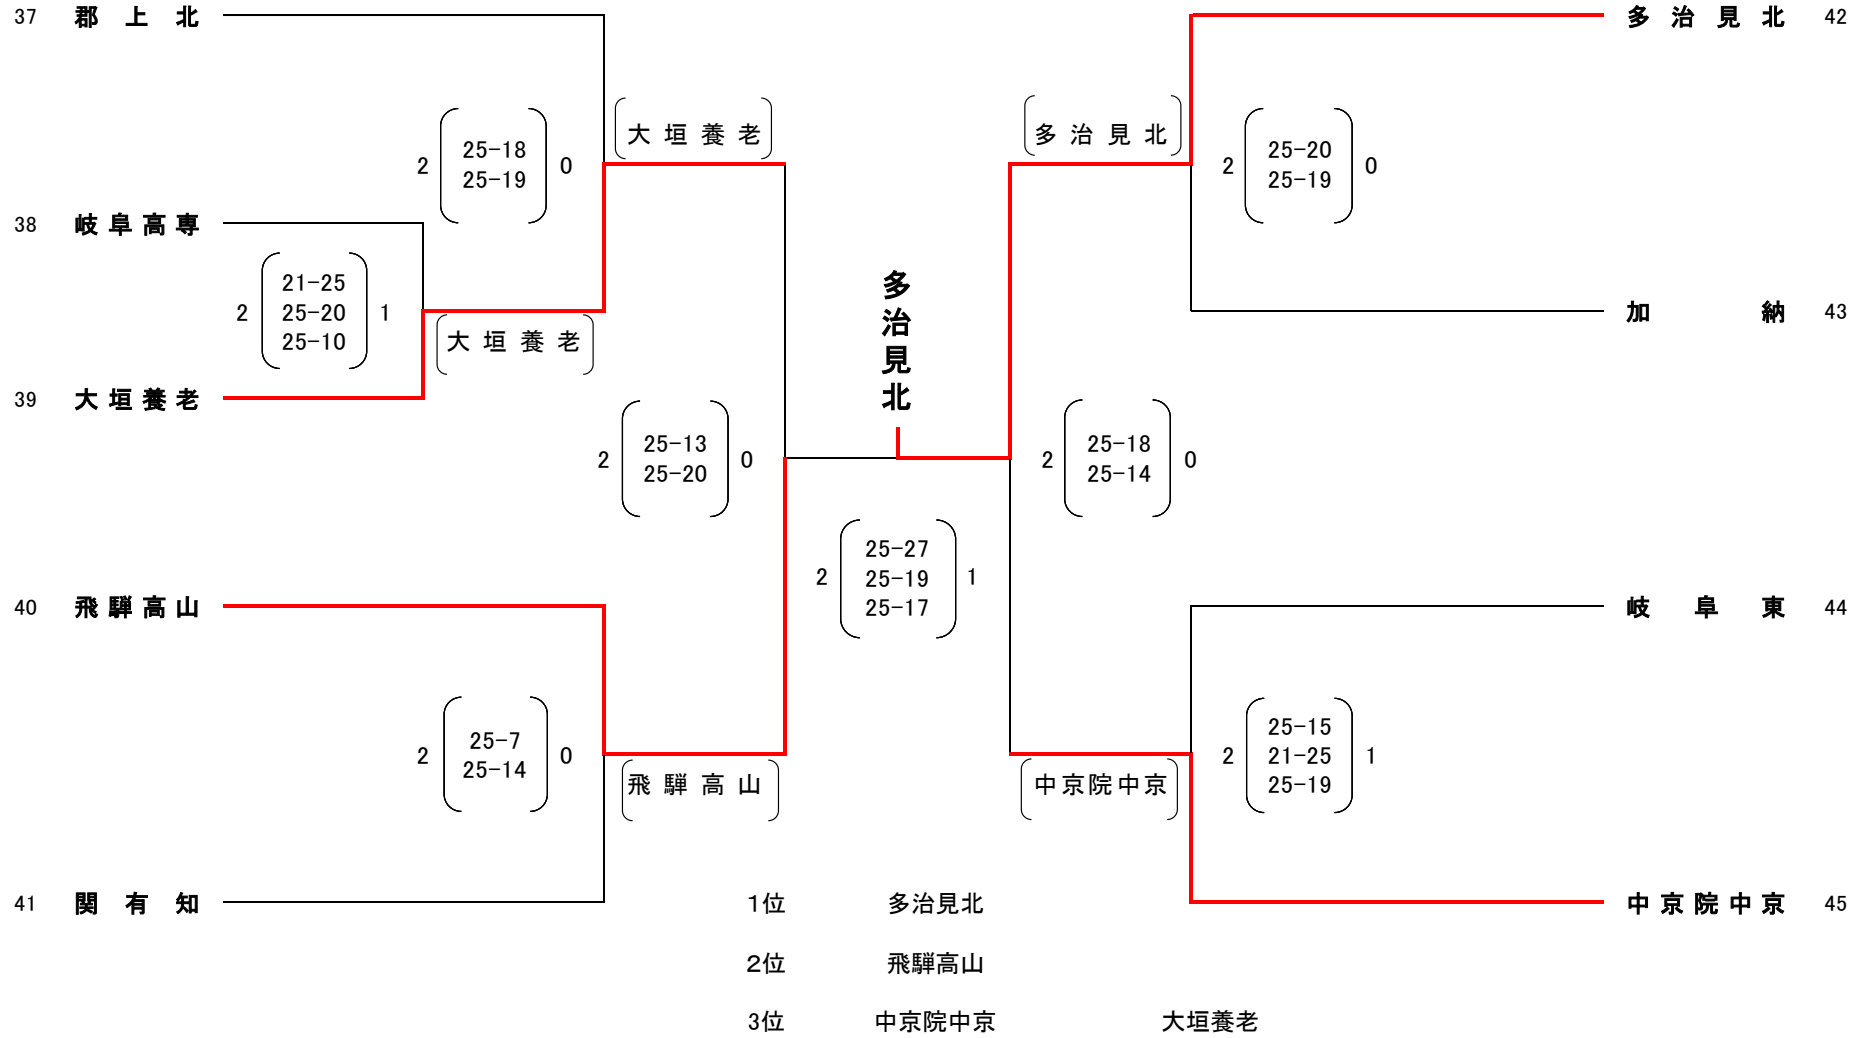 37 郡上北
多治見北 42
大垣養老
多治見北
2 25-18 0
25-19
2 25-20 0
25-19
38 岐阜高専
2 21-25 1
25-20
25-10
大垣養老
多治見北
加納 43
39 大垣養老
2 25-13 0
25-20
2 25-18 0
25-14
2 25-27 1
25-19
25-17
40 飛騨高山
岐阜東 44
2 25-7 0
25-14
2 25-15 1
21-25
25-19
飛騨高山
中京院中京
41 関有知
中京院中京 45
1位 多治見北
2位 飛騨高山
3位 中京院中京 大垣養老